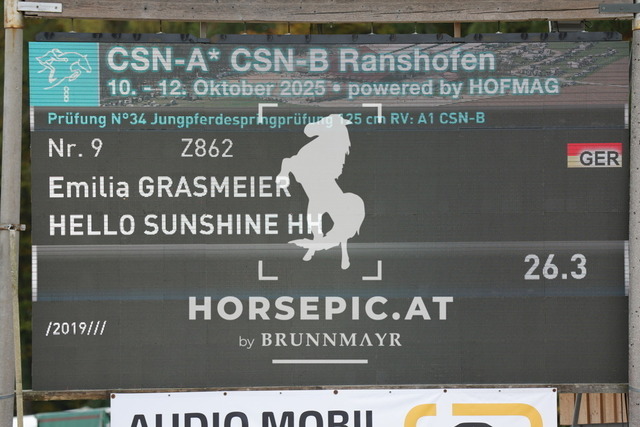 CSN-A* CSN-B Ranshofen
10. - 12. Oktober 2025 • powered by HOFMAG
Prüfung N°34 Jungpferdespringprüfung 125 cm RV: A1 CSN-B
Nr. 9 Z862
GER
Emilia GRASMEIER
HELLO SUNSHINE HH
26.3
HORSEPIC.AT
/2019///
by BRUNNMAYR
AUDIO MOBIL